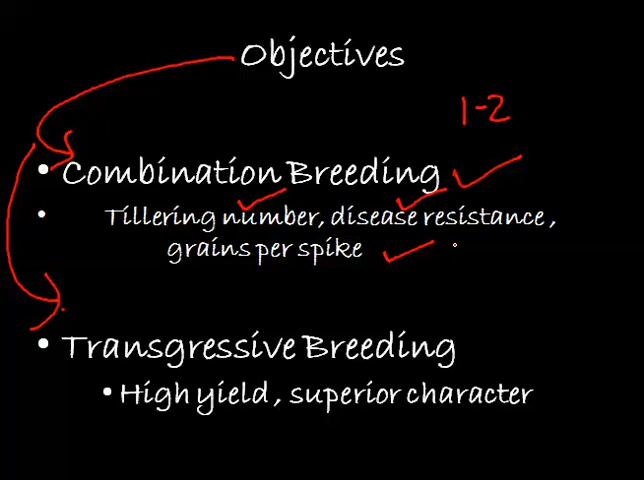 Objectives
1-2
• Combination Breeding
• Tillering number, disease resistance,
grains per spike
• Transgressive Breeding
• High yield, superior character